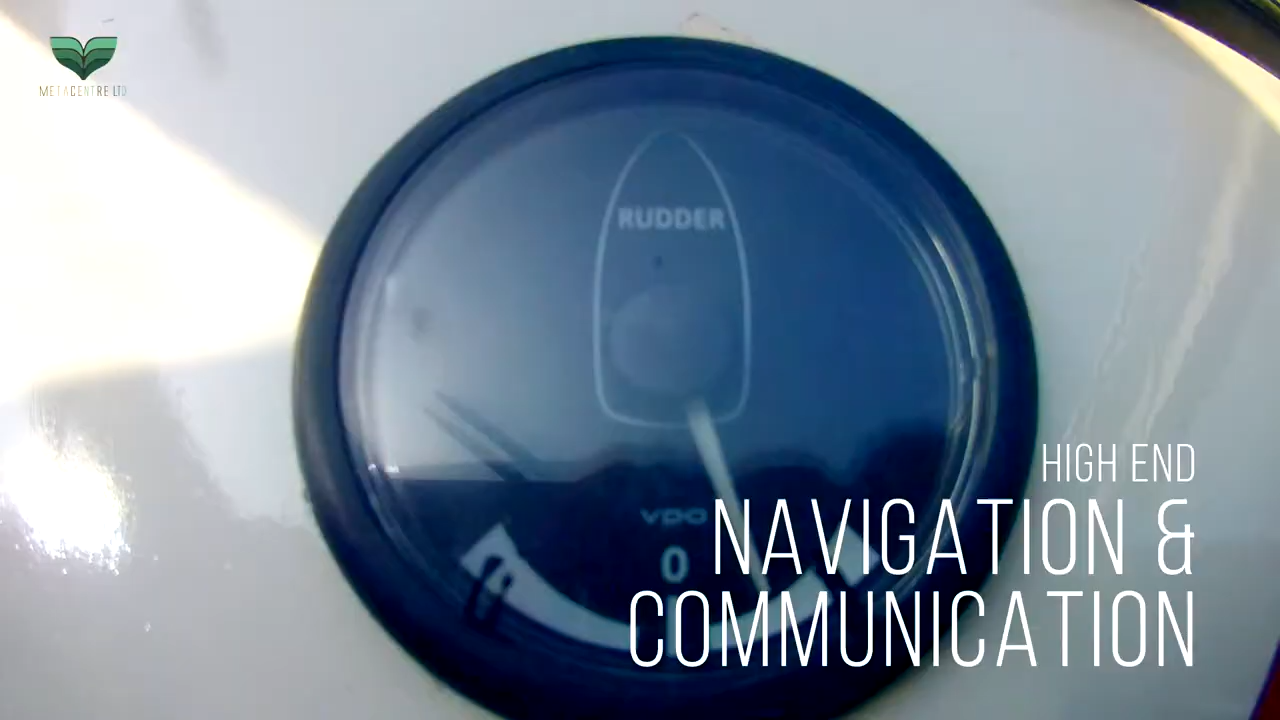 METACENTRE LTD
RUDDER
vdo
0
HIGH END
NAVIGATION &
COMMUNICATION